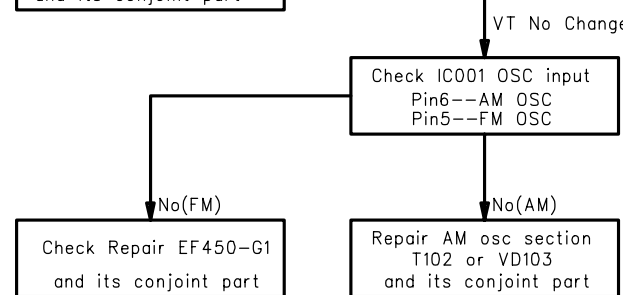 and its conjoint part
VT No Change
Check IC001 OSC input
Pin6--AM OSC
Pin5--FM OSC
No(FM)
No(AM)
Check Repair EF450-G1
and its conjoint part
Repair AM osc section
T102 or VD103
and its conjoint part